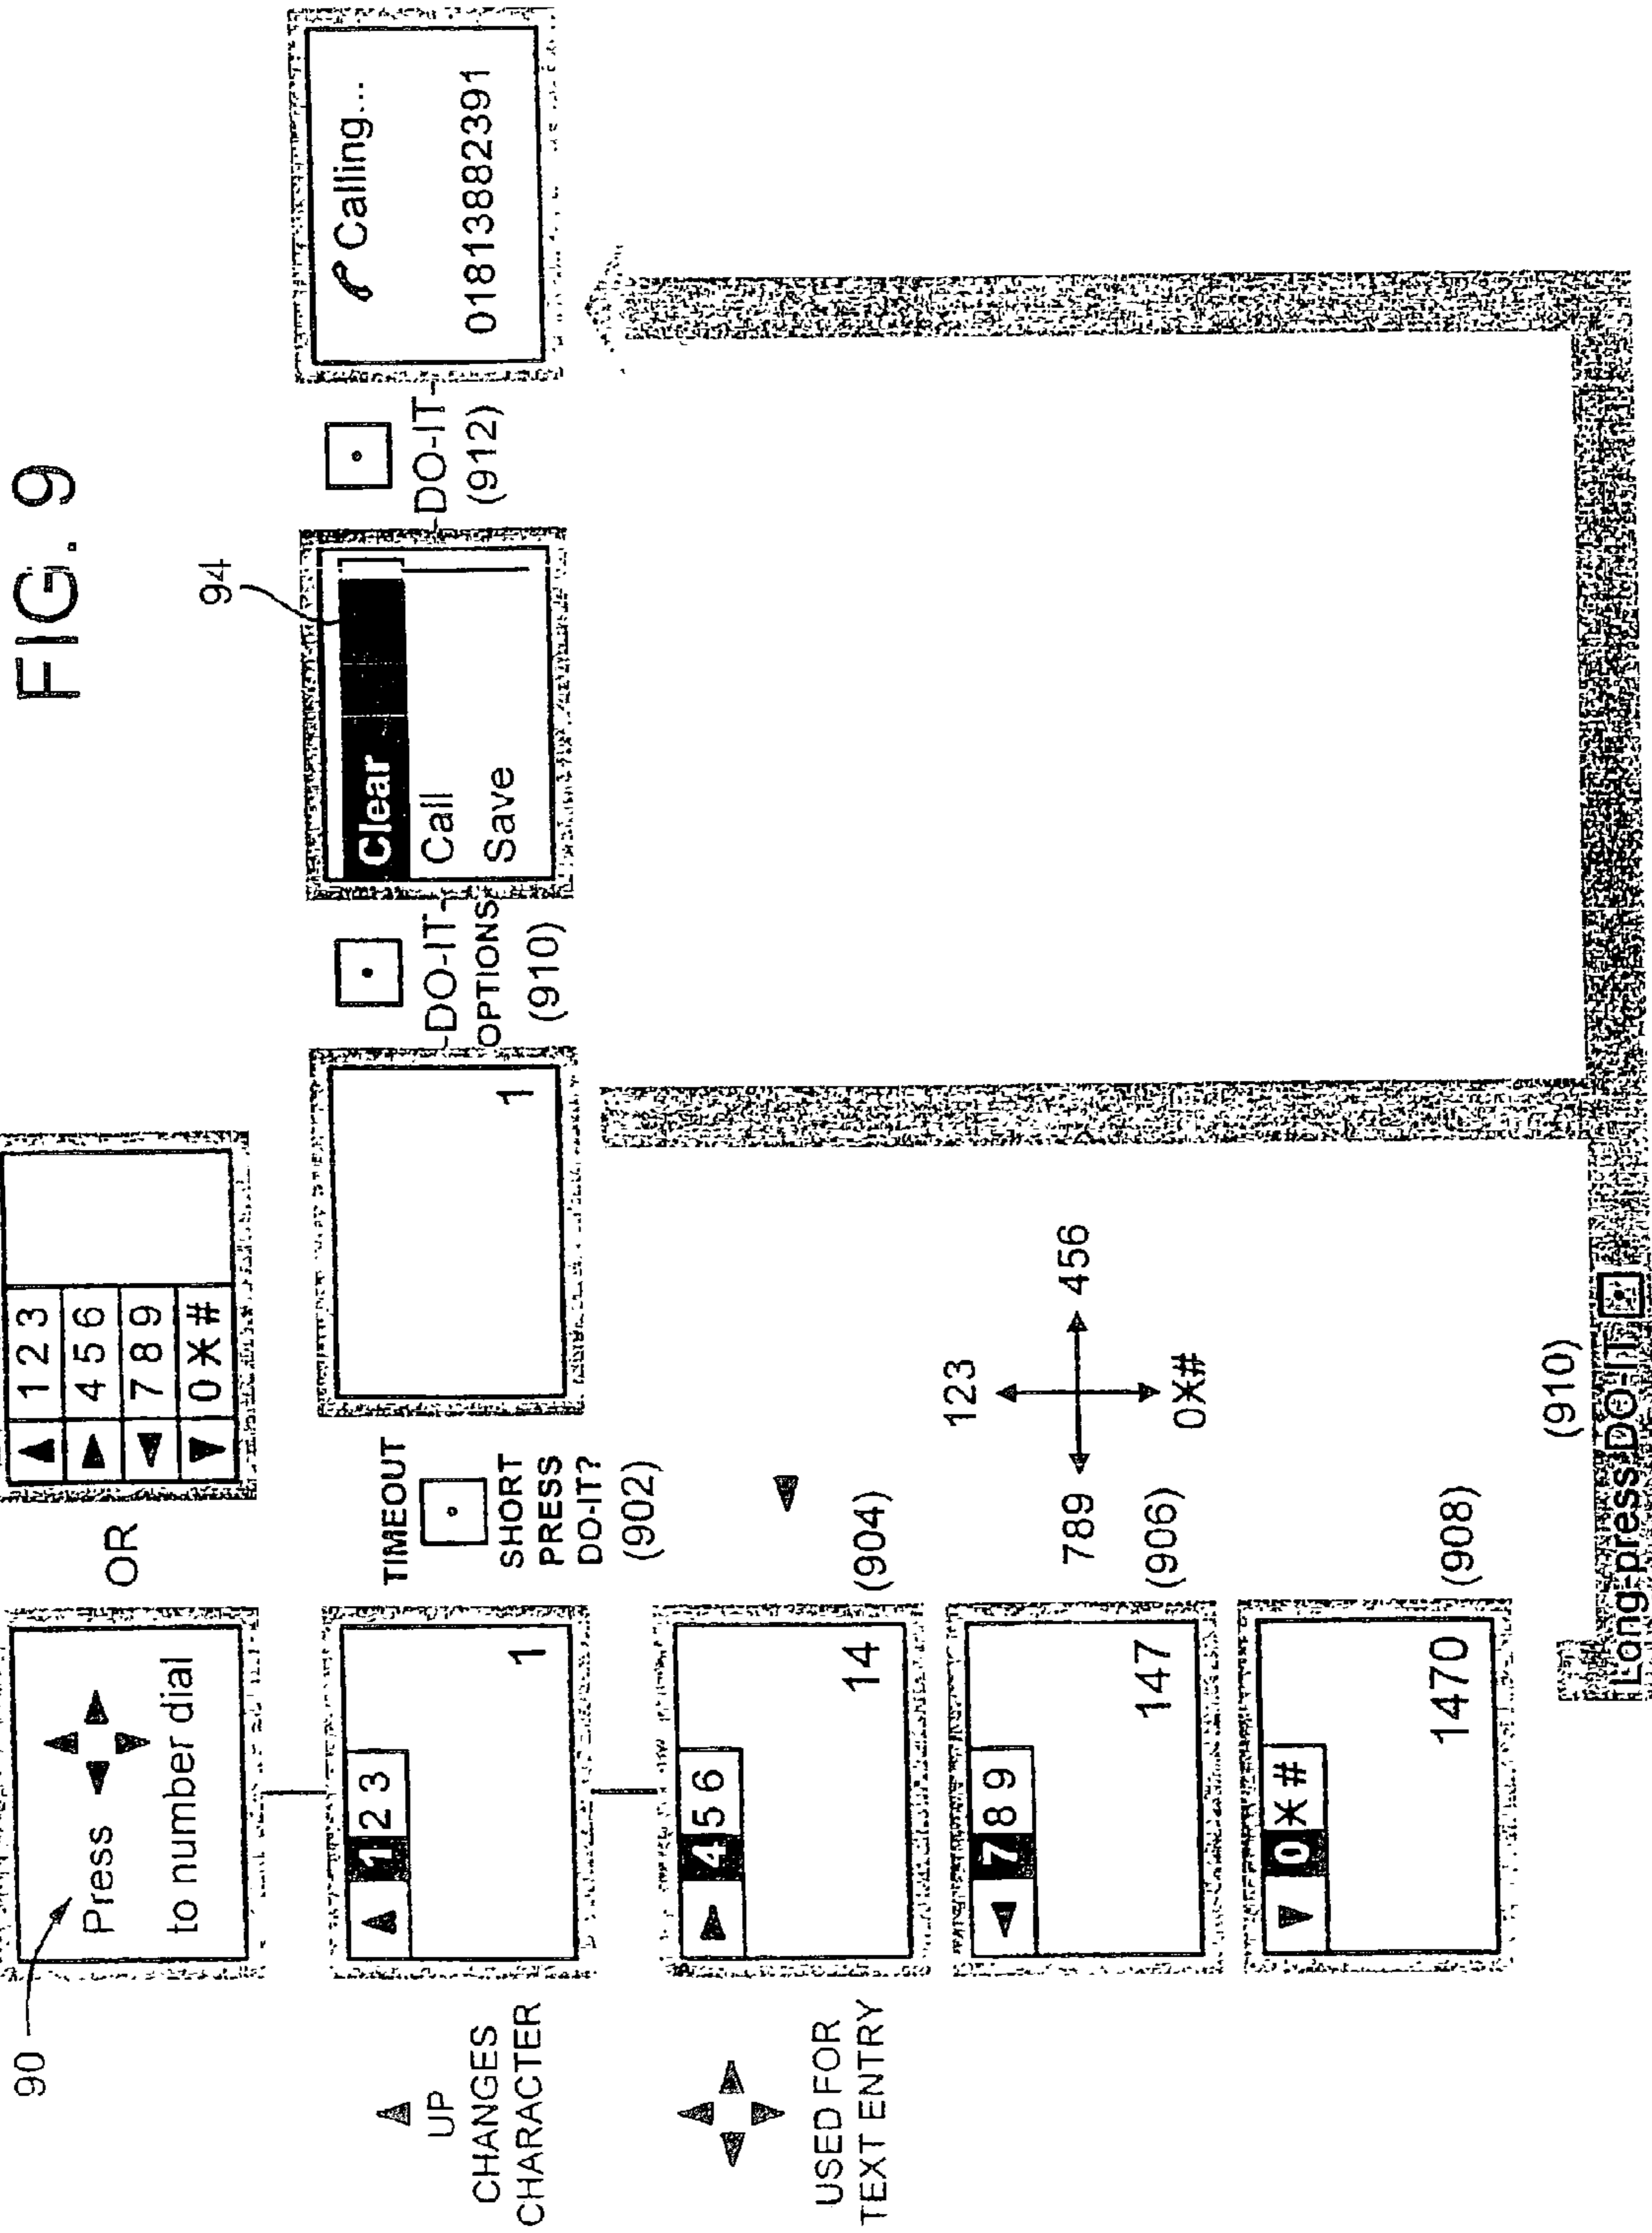 FIG. 9
90
Press ◄▲▼►
to number dial
OR
▲ 1 2 3
► 4 5 6
◄ 7 8 9
▼ 0 * #
▲
UP
CHANGES
CHARACTER
▲ 1 2 3
1
TIMEOUT
SHORT
PRESS
DO-IT?
(902)
1
DO-IT
OPTIONS
(910)
94
Clear
Call
Save
DO-IT
(912)
Calling...
01813882391
USED FOR
TEXT ENTRY
► 4 5 6
14
(904)
◄ 7 8 9
147
(906)
123
789
456
0*#
▼ 0 * #
1470
(908)
(910)
Long-press DO-IT